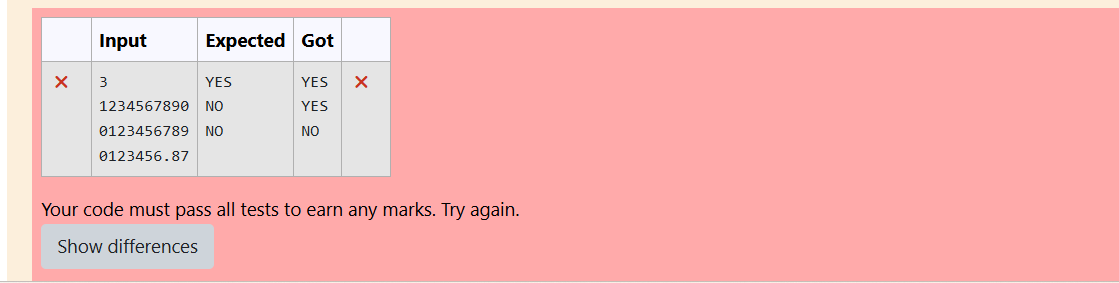 Input Expected Got
✕ 3 YES YES ✕
1234567890 NO YES
0123456789 NO NO
0123456.87
Your code must pass all tests to earn any marks. Try again.
Show differences